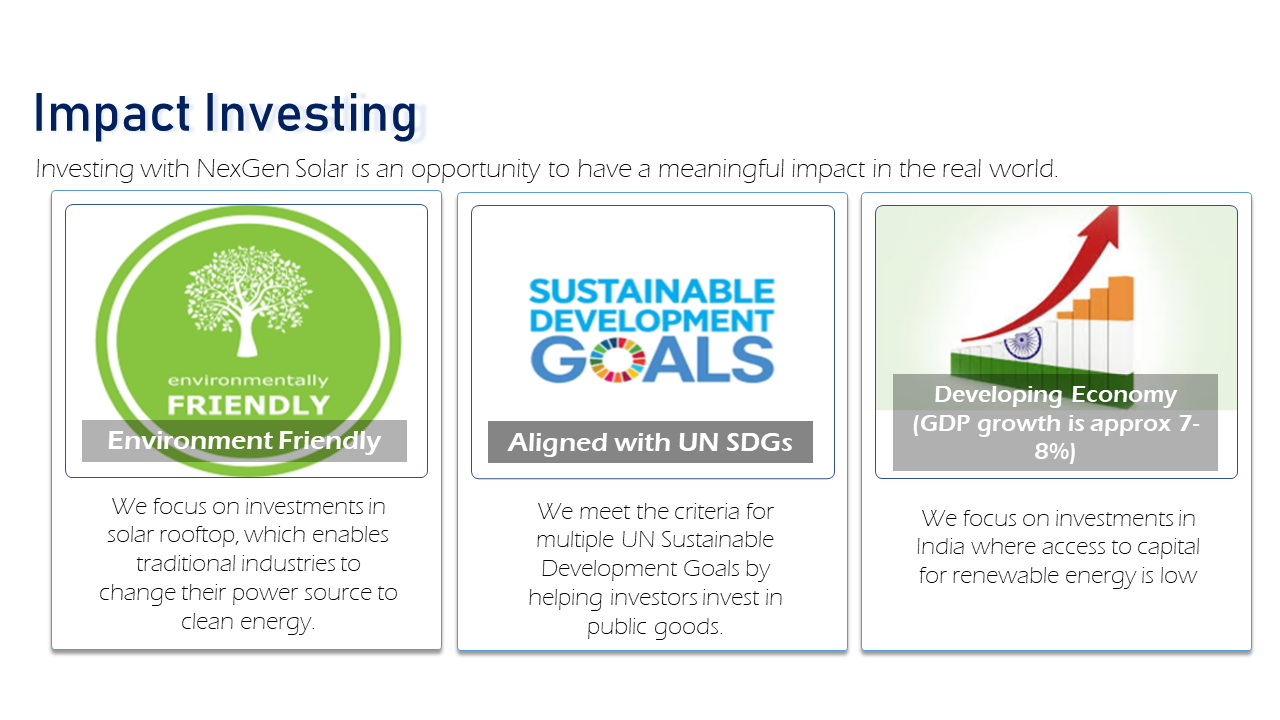 Impact Investing
Investing with NexGen Solar is an opportunity to have a meaningful impact in the real world.
environmentally
FRIENDLY
Environment Friendly
We focus on investments in
solar rooftop, which enables
traditional industries to
change their power source to
clean energy.
SUSTAINABLE
DEVELOPMENT
GOALS
Aligned with UN SDGs
We meet the criteria for
multiple UN Sustainable
Development Goals by
helping investors invest in
public goods.
Developing Economy
(GDP growth is approx 7-
8%)
We focus on investments in
India where access to capital
for renewable energy is low